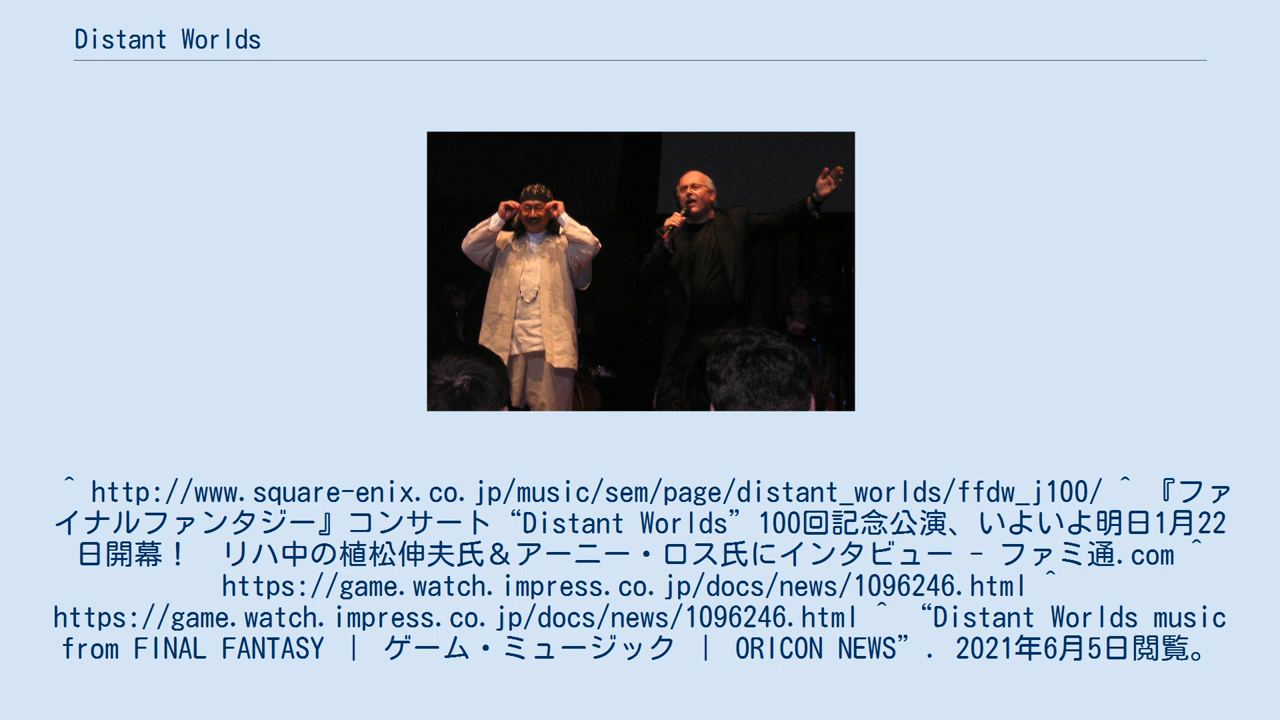 Distant Worlds
^ http://www.square-enix.co.jp/music/sem/page/distant_worlds/ffdw_j100/ ^ 『ファ
イナルファンタジー』コンサート“Distant Worlds”100回記念公演、いよいよ明日1月22
日開幕！　リハ中の植松伸夫氏＆アーニー・ロス氏にインタビュー - ファミ通.com ^
https://game.watch.impress.co.jp/docs/news/1096246.html ^
https://game.watch.impress.co.jp/docs/news/1096246.html ^ “Distant Worlds music
from FINAL FANTASY | ゲーム・ミュージック | ORICON NEWS”. 2021年6月5日閲覧。